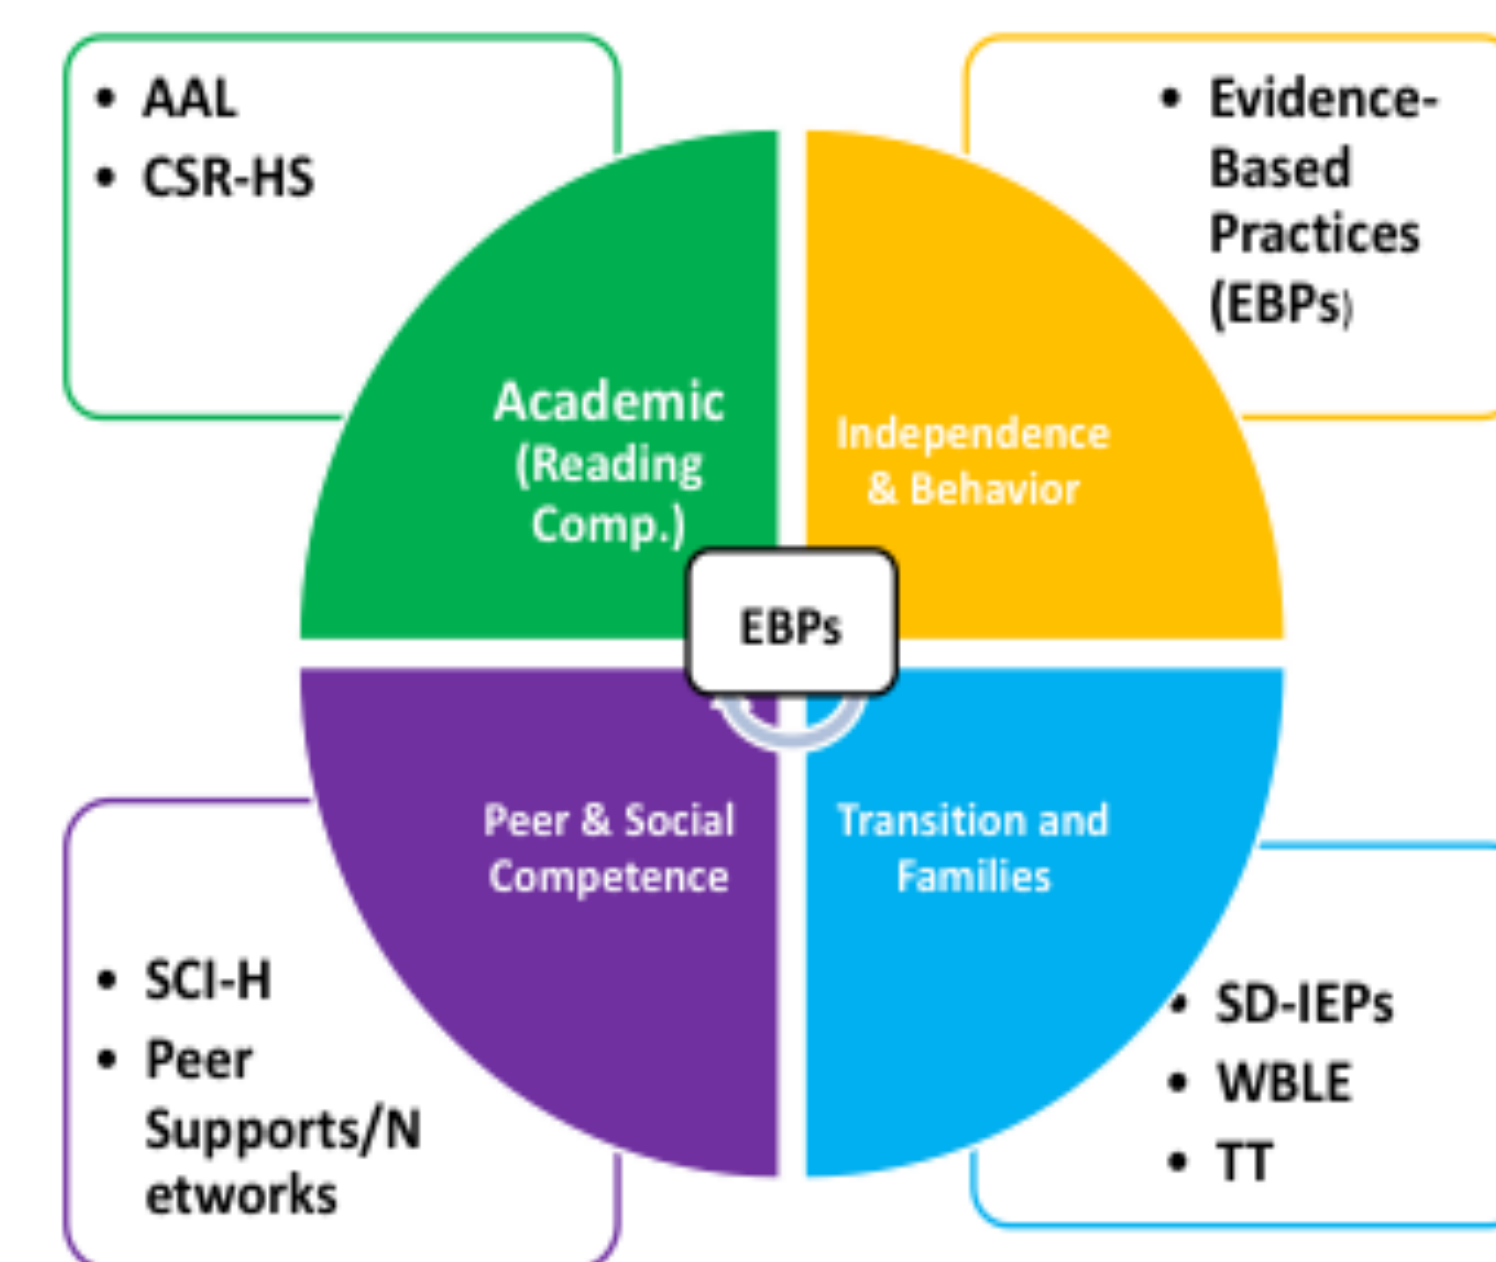 • AAL
• CSR-HS
• Evidence-
Based
Practices
(EBPs)
Academic
(Reading
Comp.)
Independence
& Behavior
EBPs
Peer & Social
Competence
Transition and
Families
• SCI-H
• Peer
Supports/N
etworks
• SD-IEPs
• WBLE
• TT